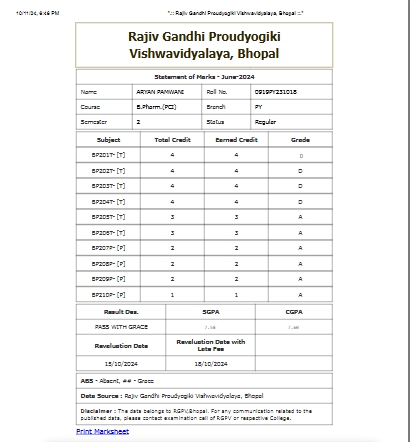 10/11/24, 6:46 PM ".:: Rajiv Gandhi Proudyogiki Vishwavidyalaya, Bhopal ::."
Rajiv Gandhi Proudyogiki
Vishwavidyalaya, Bhopal
Statement of Marks - June-2024
Name ARYAN PAMWANI Roll No. 0919PY231018
Course B.Pharm.(PCI) Branch PY
Semester 2 Status Regular
Subject Total Credit Earned Credit Grade
BP201T- [T] 4 4 D
BP202T- [T] 4 4 D
BP203T- [T] 4 4 D
BP204T- [T] 4 4 D
BP205T- [T] 3 3 A
BP206T- [T] 3 3 A
BP207P- [P] 2 2 A
BP208P- [P] 2 2 A
BP209P- [P] 2 2 A
BP210P- [P] 1 1 A
Result Des. SGPA CGPA
PASS WITH GRACE
Revaluation Date Revaluation Date with
Late Fee
15/10/2024 18/10/2024
ABS - Absent, ## - Grace
Data Source : Rajiv Gandhi Proudyogiki Vishwavidyalaya, Bhopal
Disclaimer : The data belongs to RGPV,Bhopal. For any communication related to the
published data, please contact examination cell of RGPV or respective College.
Print Marksheet